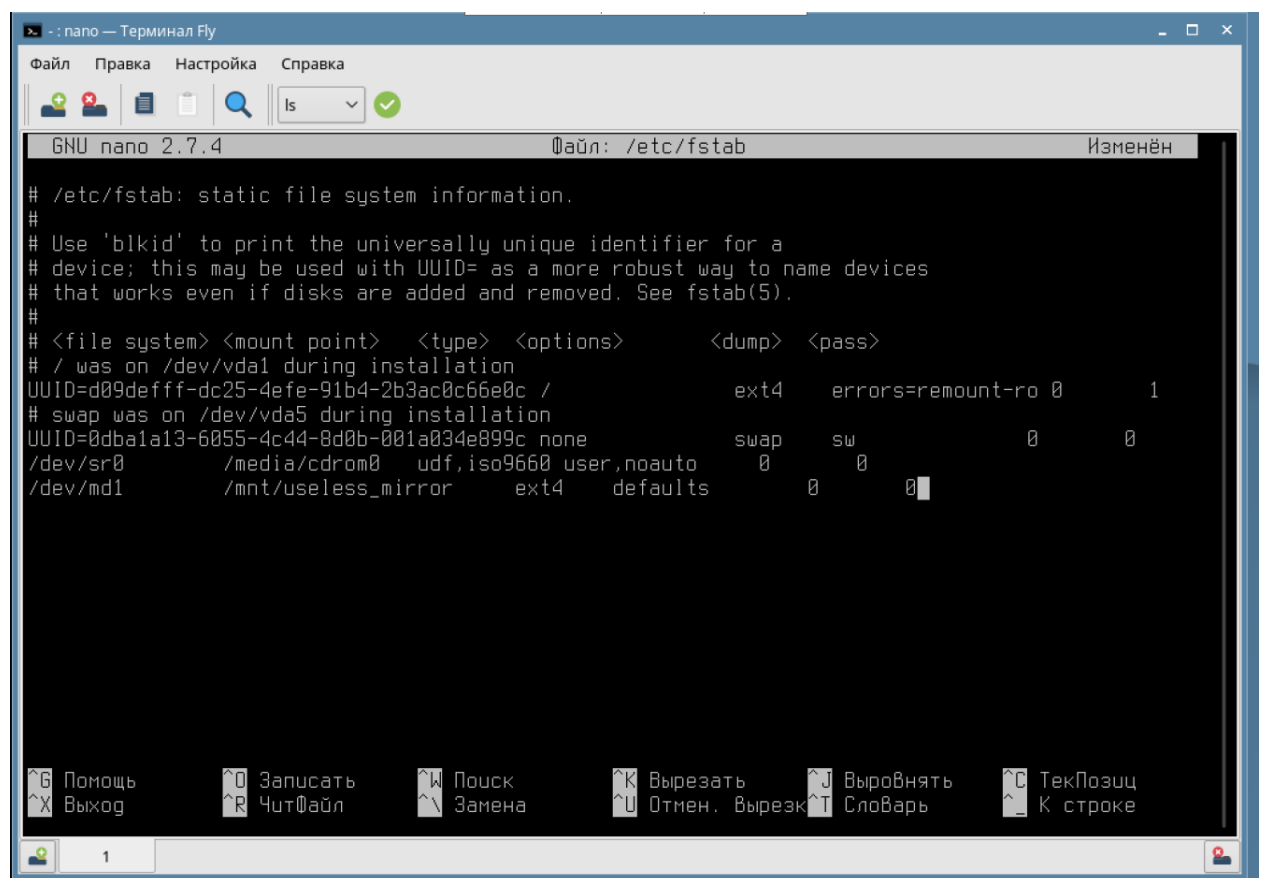 - : nano — Терминал Fly
Файл Правка Настройка Справка
ls
GNU nano 2.7.4 Файл: /etc/fstab Изменён
# /etc/fstab: static file system information.
#
# Use 'blkid' to print the universally unique identifier for a
# device; this may be used with UUID= as a more robust way to name devices
# that works even if disks are added and removed. See fstab(5).
#
# <file system> <mount point> <type> <options> <dump> <pass>
# / was on /dev/vda1 during installation
UUID=d09defff-dc25-4efe-91b4-2b3ac0c66e0c / ext4 errors=remount-ro 0 1
# swap was on /dev/vda5 during installation
UUID=0dba1a13-6055-4c44-8d0b-001a034e899c none swap sw 0 0
/dev/sr0 /media/cdrom0 udf,iso9660 user,noauto 0 0
/dev/md1 /mnt/useless_mirror ext4 defaults 0 0
^G Помощь ^O Записать ^W Поиск ^K Вырезать ^J Выровнять ^C ТекПозиц
^X Выход ^R ЧитФайл ^\ Замена ^U Отмен. Вырезк ^T Словарь ^_ К строке
1